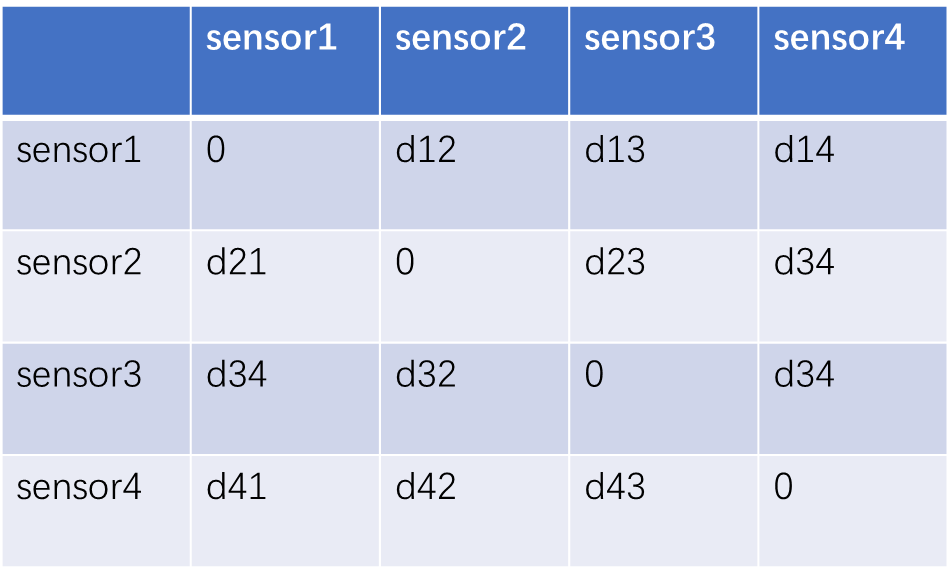 sensor1 sensor2 sensor3 sensor4
sensor1 0 d12 d13 d14
sensor2 d21 0 d23 d34
sensor3 d34 d32 0 d34
sensor4 d41 d42 d43 0